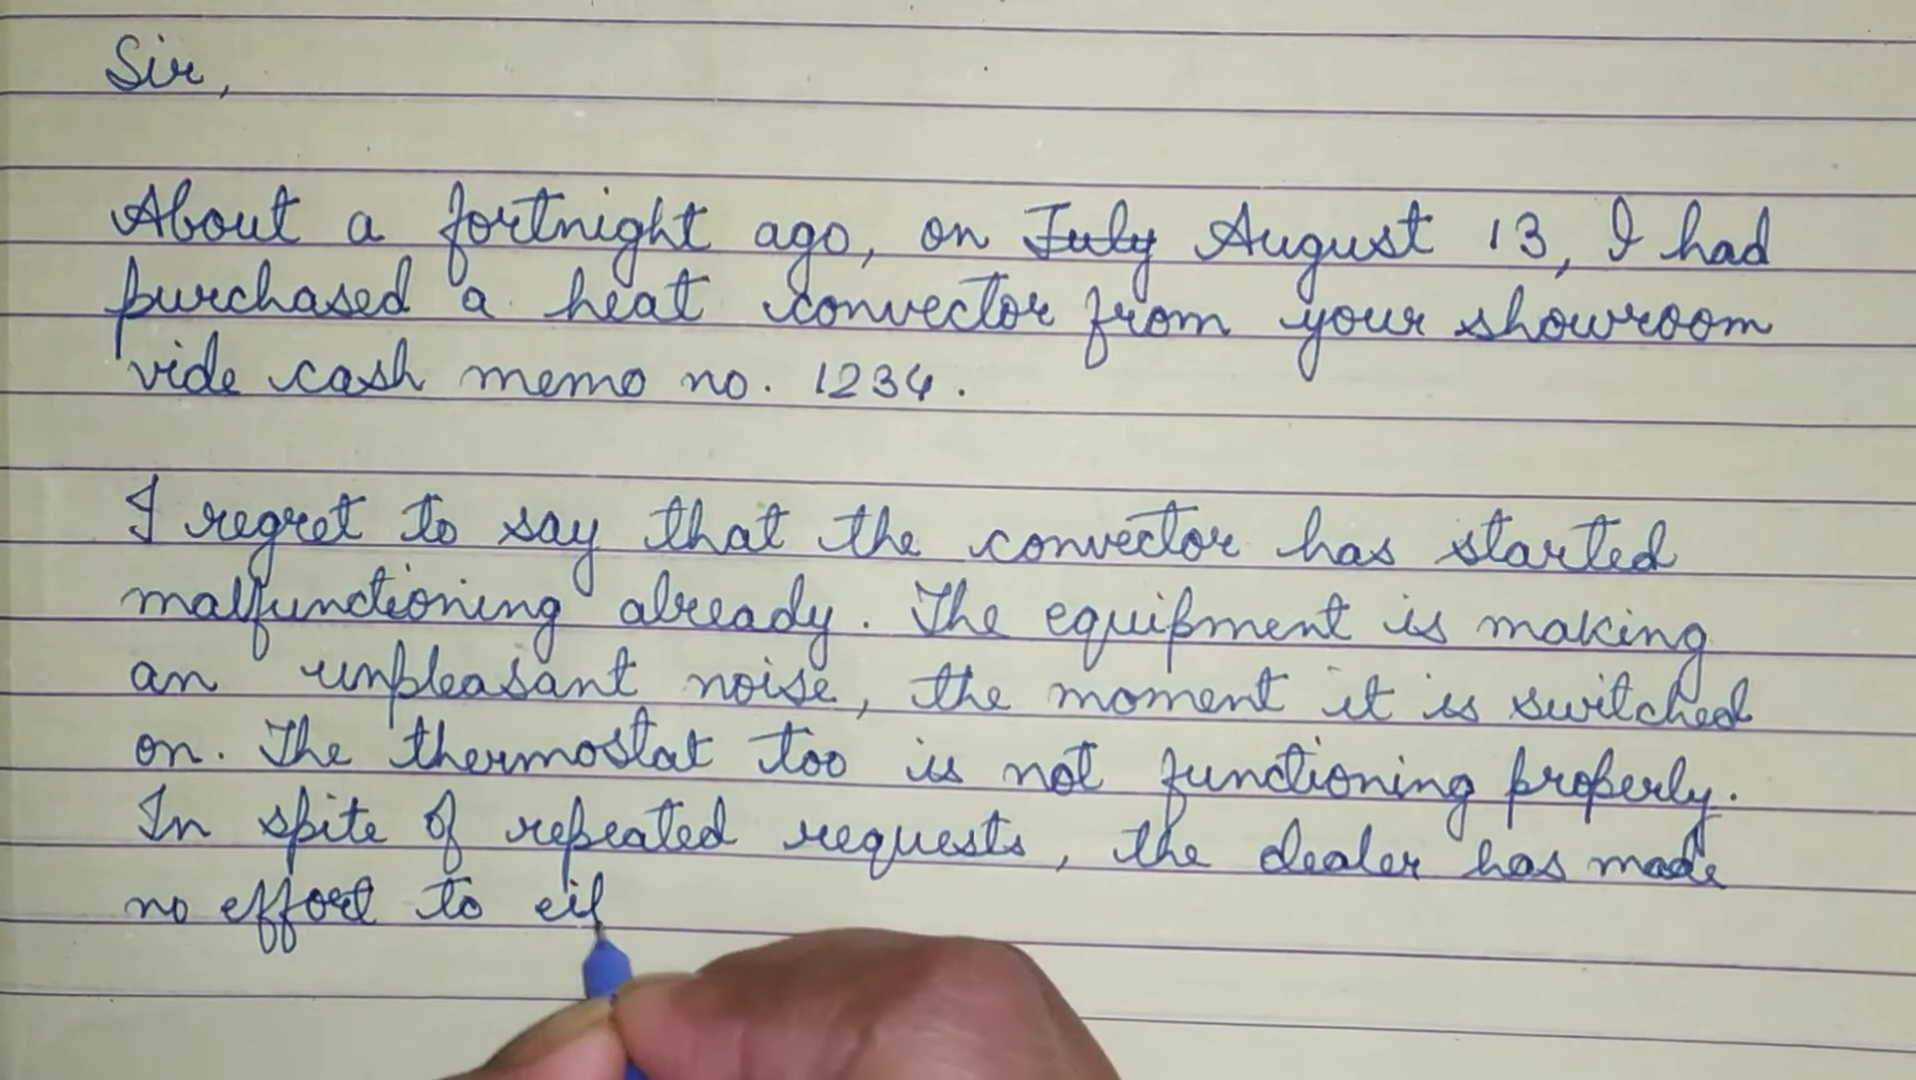 Sir,
About a fortnight ago, on July August 13, I had
purchased a heat convector from your showroom
vide cash memo no. 1234.
I regret to say that the convector has started
malfunctioning already. The equipment is making
an unpleasant noise, the moment it is switched
on. The thermostat too is not functioning properly.
In spite of repeated requests, the dealer has made
no effort to